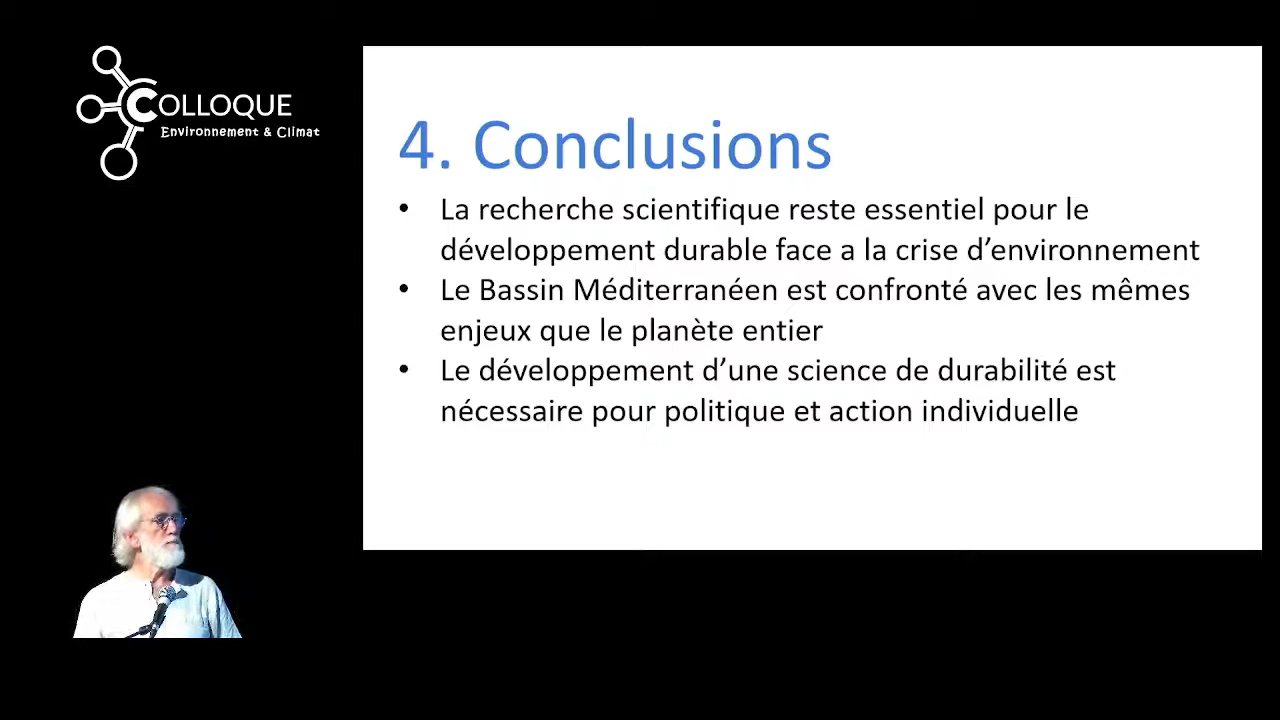 COLLOQUE
Environnement & Climat
4. Conclusions
• La recherche scientifique reste essentiel pour le
développement durable face a la crise d’environnement
• Le Bassin Méditerranéen est confronté avec les mêmes
enjeux que le planète entier
• Le développement d’une science de durabilité est
nécessaire pour politique et action individuelle